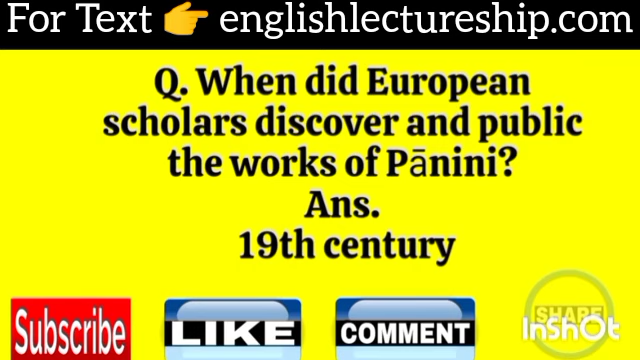 For Text 👉 englishlectureship.com
Q. When did European
scholars discover and public
the works of Pānini?
Ans.
19th century
Subscribe
LIKE
COMMENT
SHARE
InShOt